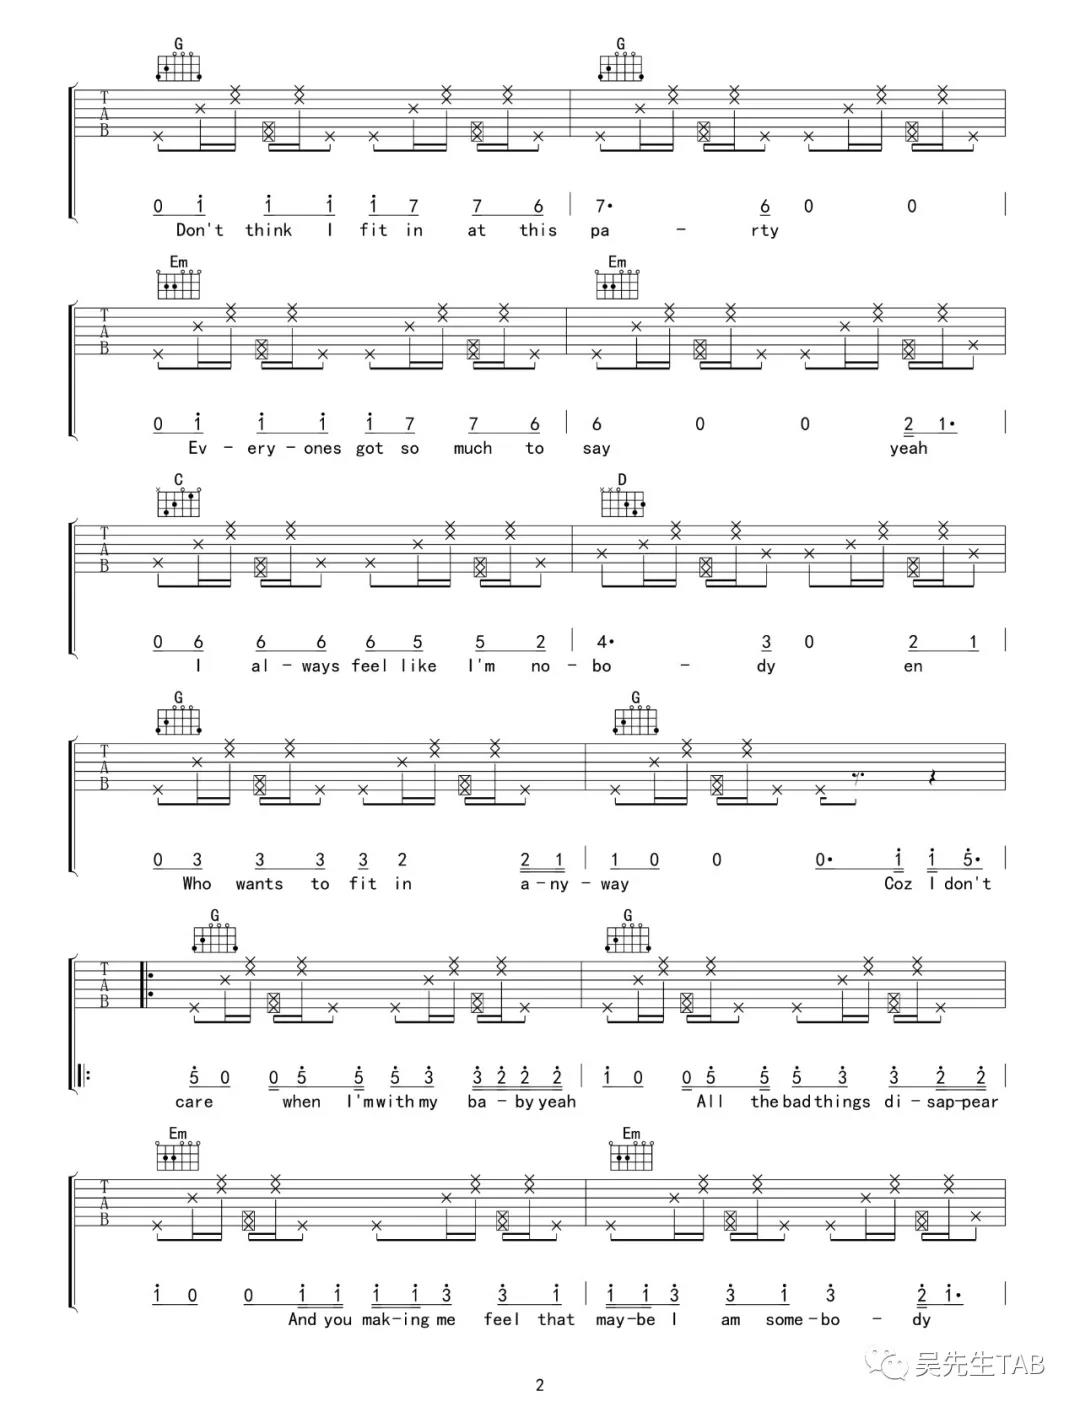 G G
T
A
B
0 1 1 1 1 7 7 6 7• 6 0 0
Don't think I fit in at this pa - rty
Em Em
T
A
B
0 1 1 1 1 7 7 6 6 0 0 2 1•
Ev - ery - ones got so much to say yeah
C D
T
A
B
0 6 6 6 6 5 5 2 4• 3 0 2 1
I al - ways feel like I'm no - bo - dy en
G G
T
A
B
0 3 3 3 3 2 2 1 1 0 0 0• 1 1 5•
Who wants to fit in a - ny - way Coz I don't
G G
T
A
B
5 0 0 5 5 5 3 3 2 2 2 1 0 0 5 5 5 3 3 2 2
care when I'm with my ba - by yeah All the bad things di - sap - pear
Em Em
T
A
B
1 0 0 1 1 1 1 3 3 1 1 1 3 3 1 3 2 1•
And you mak - ing me feel that may - be I am some - bo - dy
吴先生TAB
2